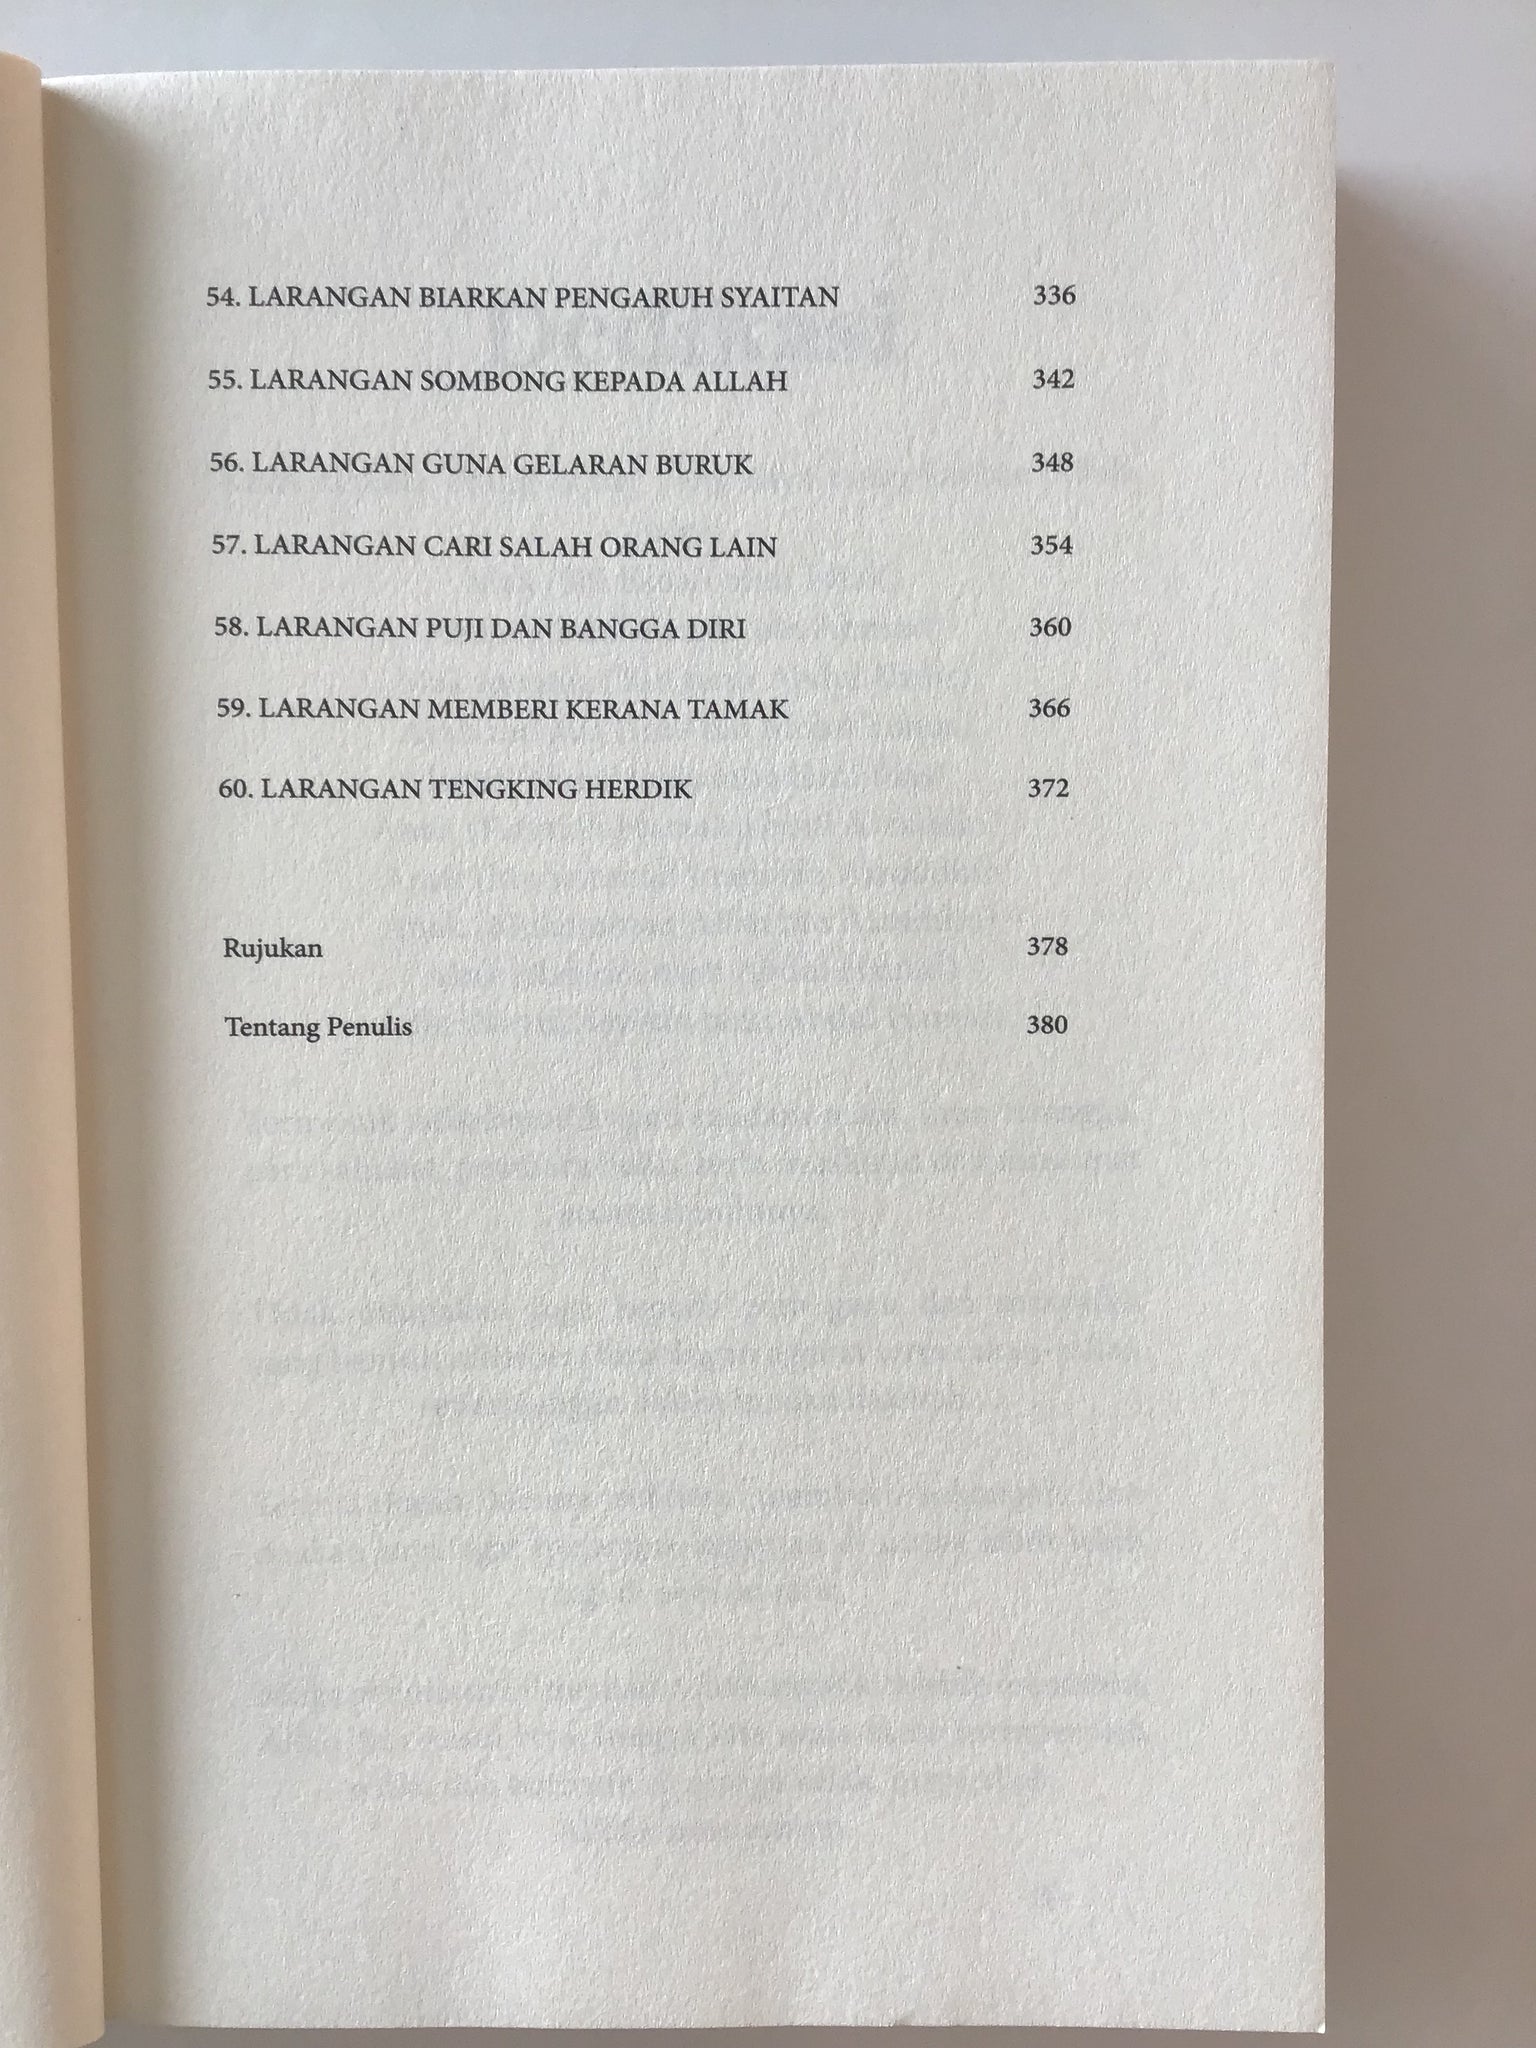 54. LARANGAN BIARKAN PENGARUH SYAITAN 336
55. LARANGAN SOMBONG KEPADA ALLAH 342
56. LARANGAN GUNA GELARAN BURUK 348
57. LARANGAN CARI SALAH ORANG LAIN 354
58. LARANGAN PUJI DAN BANGGA DIRI 360
59. LARANGAN MEMBERI KERANA TAMAK 366
60. LARANGAN TENGKING HERDIK 372
Rujukan 378
Tentang Penulis 380